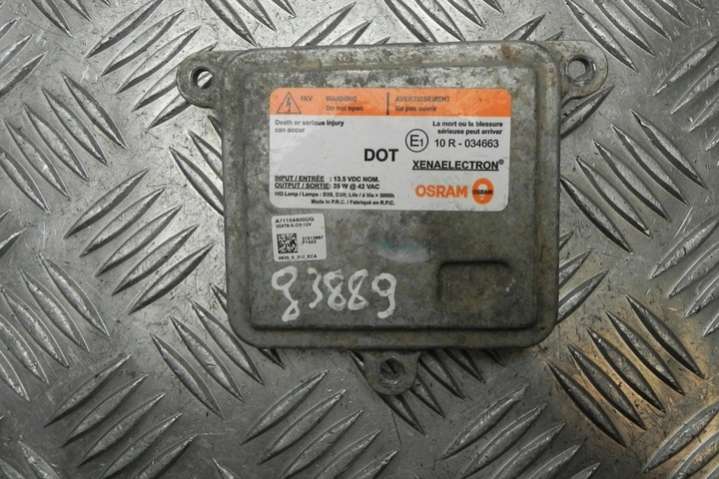 1KV WARNING AVERTISSEMENT
Do not open Ne pas ouvrir
Death or serious injury
can occur
La mort ou la blessure
sérieuse peut arriver
E1 10 R - 034663
DOT
XENAELECTRON®
INPUT / ENTRÉE : 13.5 VDC NOM.
OUTPUT / SORTIE: 35 W @ 42 VAC
OSRAM OSRAM
Made in P.R.C. / Fabriqué en R.P.C.
83889